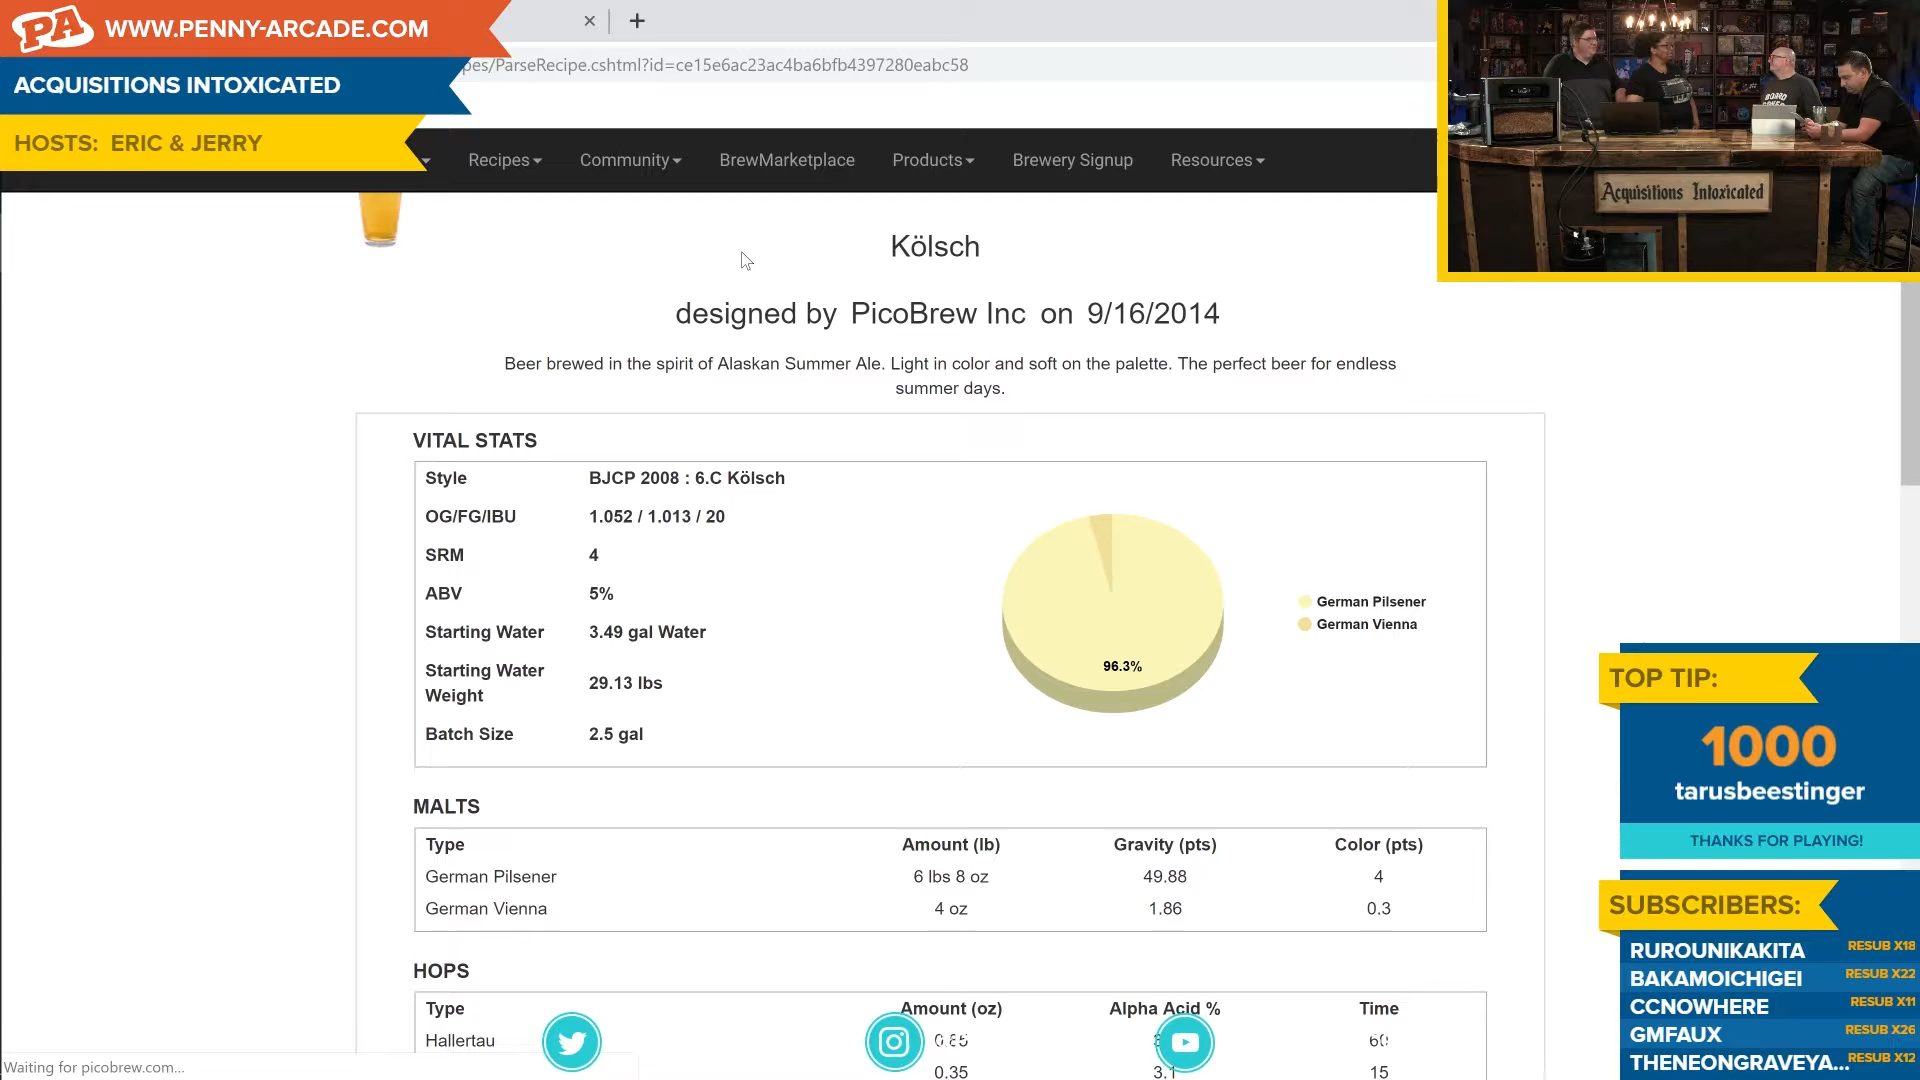 PA WWW.PENNY-ARCADE.COM
ACQUISITIONS INTOXICATED
HOSTS: ERIC & JERRY
pes/ParseRecipe.cshtml?id=ce15e6ac23ac4ba6bfb4397280eabc58
Recipes Community BrewMarketplace Products Brewery Signup Resources
Acquisitions Intoxicated
Kölsch
designed by PicoBrew Inc on 9/16/2014
Beer brewed in the spirit of Alaskan Summer Ale. Light in color and soft on the palette. The perfect beer for endless
summer days.
VITAL STATS
Style BJCP 2008 : 6.C Kölsch
OG/FG/IBU 1.052 / 1.013 / 20
SRM 4
ABV 5%
Starting Water 3.49 gal Water
Starting Water
Weight 29.13 lbs
Batch Size 2.5 gal
96.3%
German Pilsener
German Vienna
MALTS
Type Amount (lb) Gravity (pts) Color (pts)
German Pilsener 6 lbs 8 oz 49.88 4
German Vienna 4 oz 1.86 0.3
HOPS
Type Amount (oz) Alpha Acid % Time
Hallertau 0.85 60
0.35 3.1 15
Waiting for picobrew.com...
TOP TIP:
1000
tarusbeestinger
THANKS FOR PLAYING!
SUBSCRIBERS:
RUROUNIKAKITA RESUB X18
BAKAMOICHIGEI RESUB X22
CCNOWHERE RESUB X11
GMFAUX RESUB X26
THENEONGRAVEYA... RESUB X12